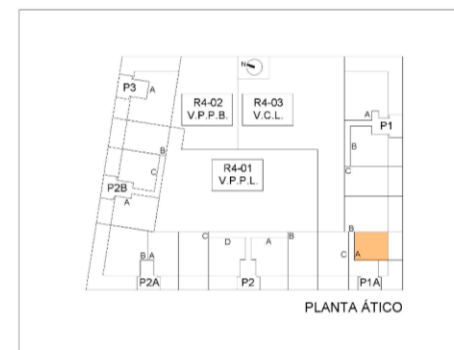 N
P3
A
R4-02
V.P.P.B.
R4-03
V.C.L.
A
P1
B
B
R4-01
V.P.P.L.
C
C
P2B
A
B
C
D
A
B
B A
C
A
P2A
P2
P1A
PLANTA ÁTICO